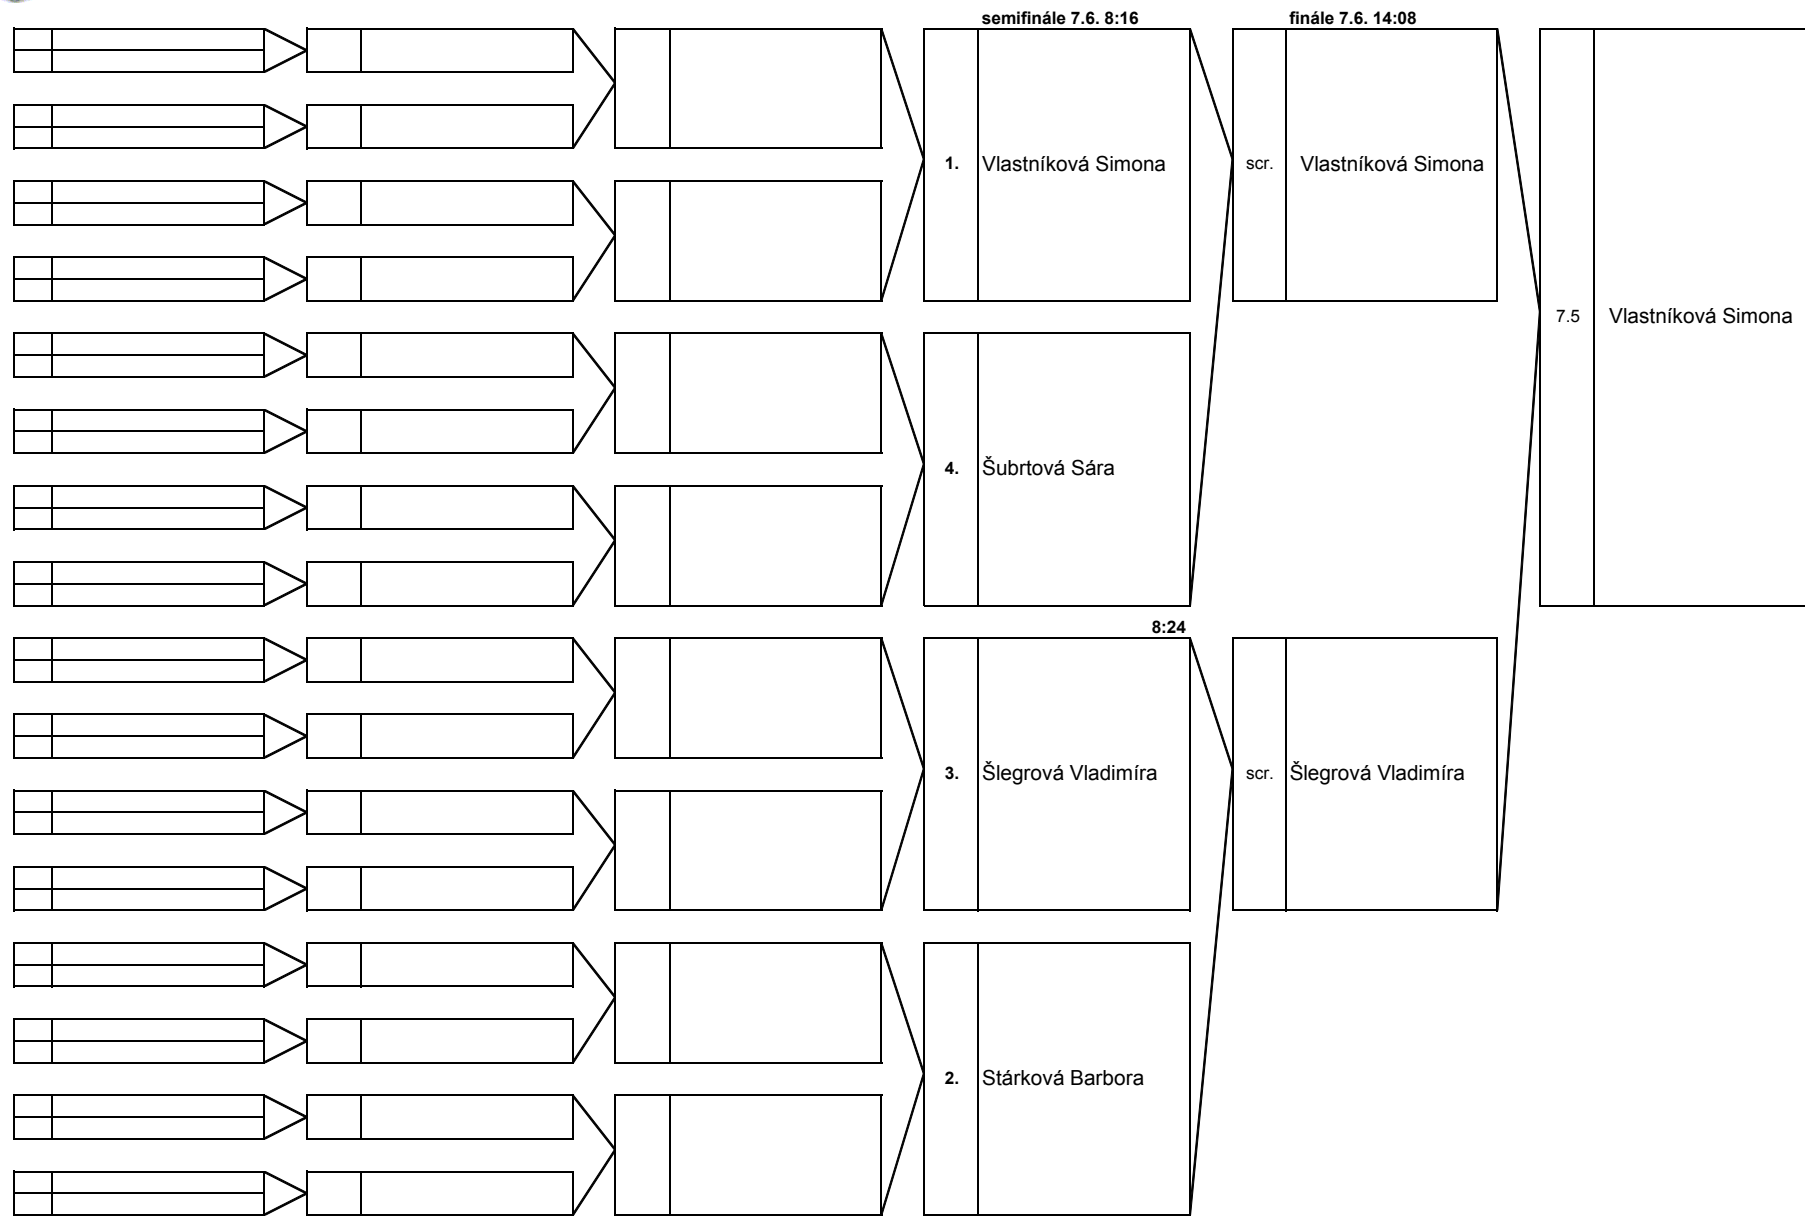 semifinále 7.6. 8:16
finále 7.6. 14:08
1. Vlastníková Simona
scr. Vlastníková Simona
7.5 Vlastníková Simona
4. Šubrtová Sára
8:24
3. Šlegrová Vladimíra
scr. Šlegrová Vladimíra
2. Stárková Barbora